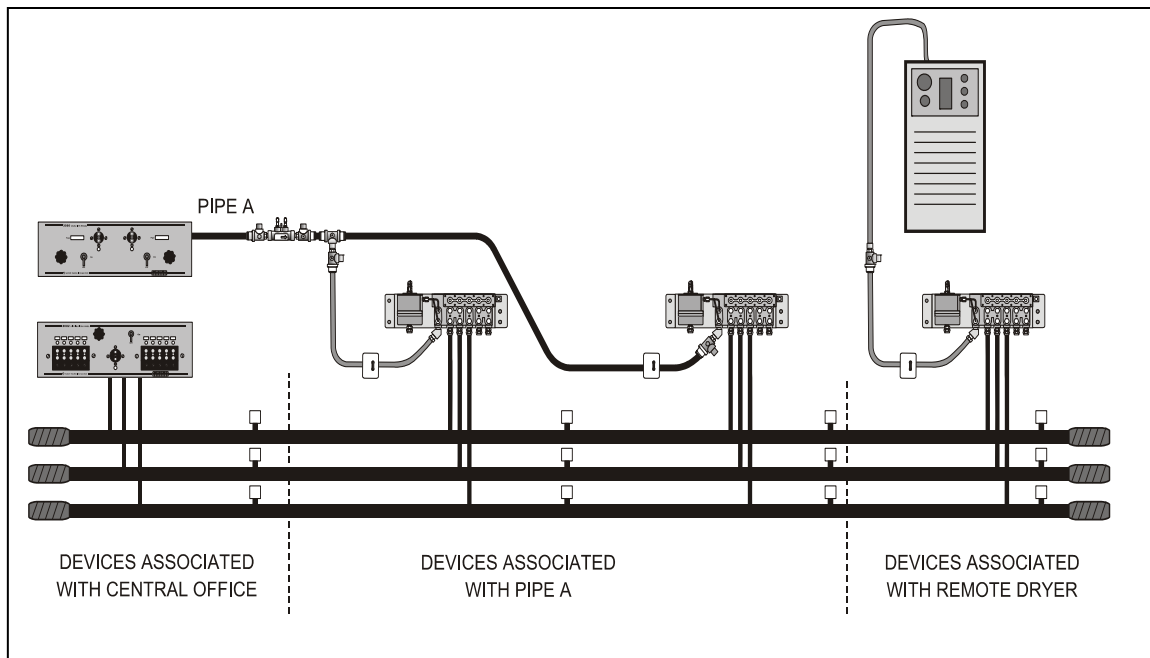 PIPE A
DEVICES ASSOCIATED
WITH CENTRAL OFFICE
DEVICES ASSOCIATED
WITH PIPE A
DEVICES ASSOCIATED
WITH REMOTE DRYER